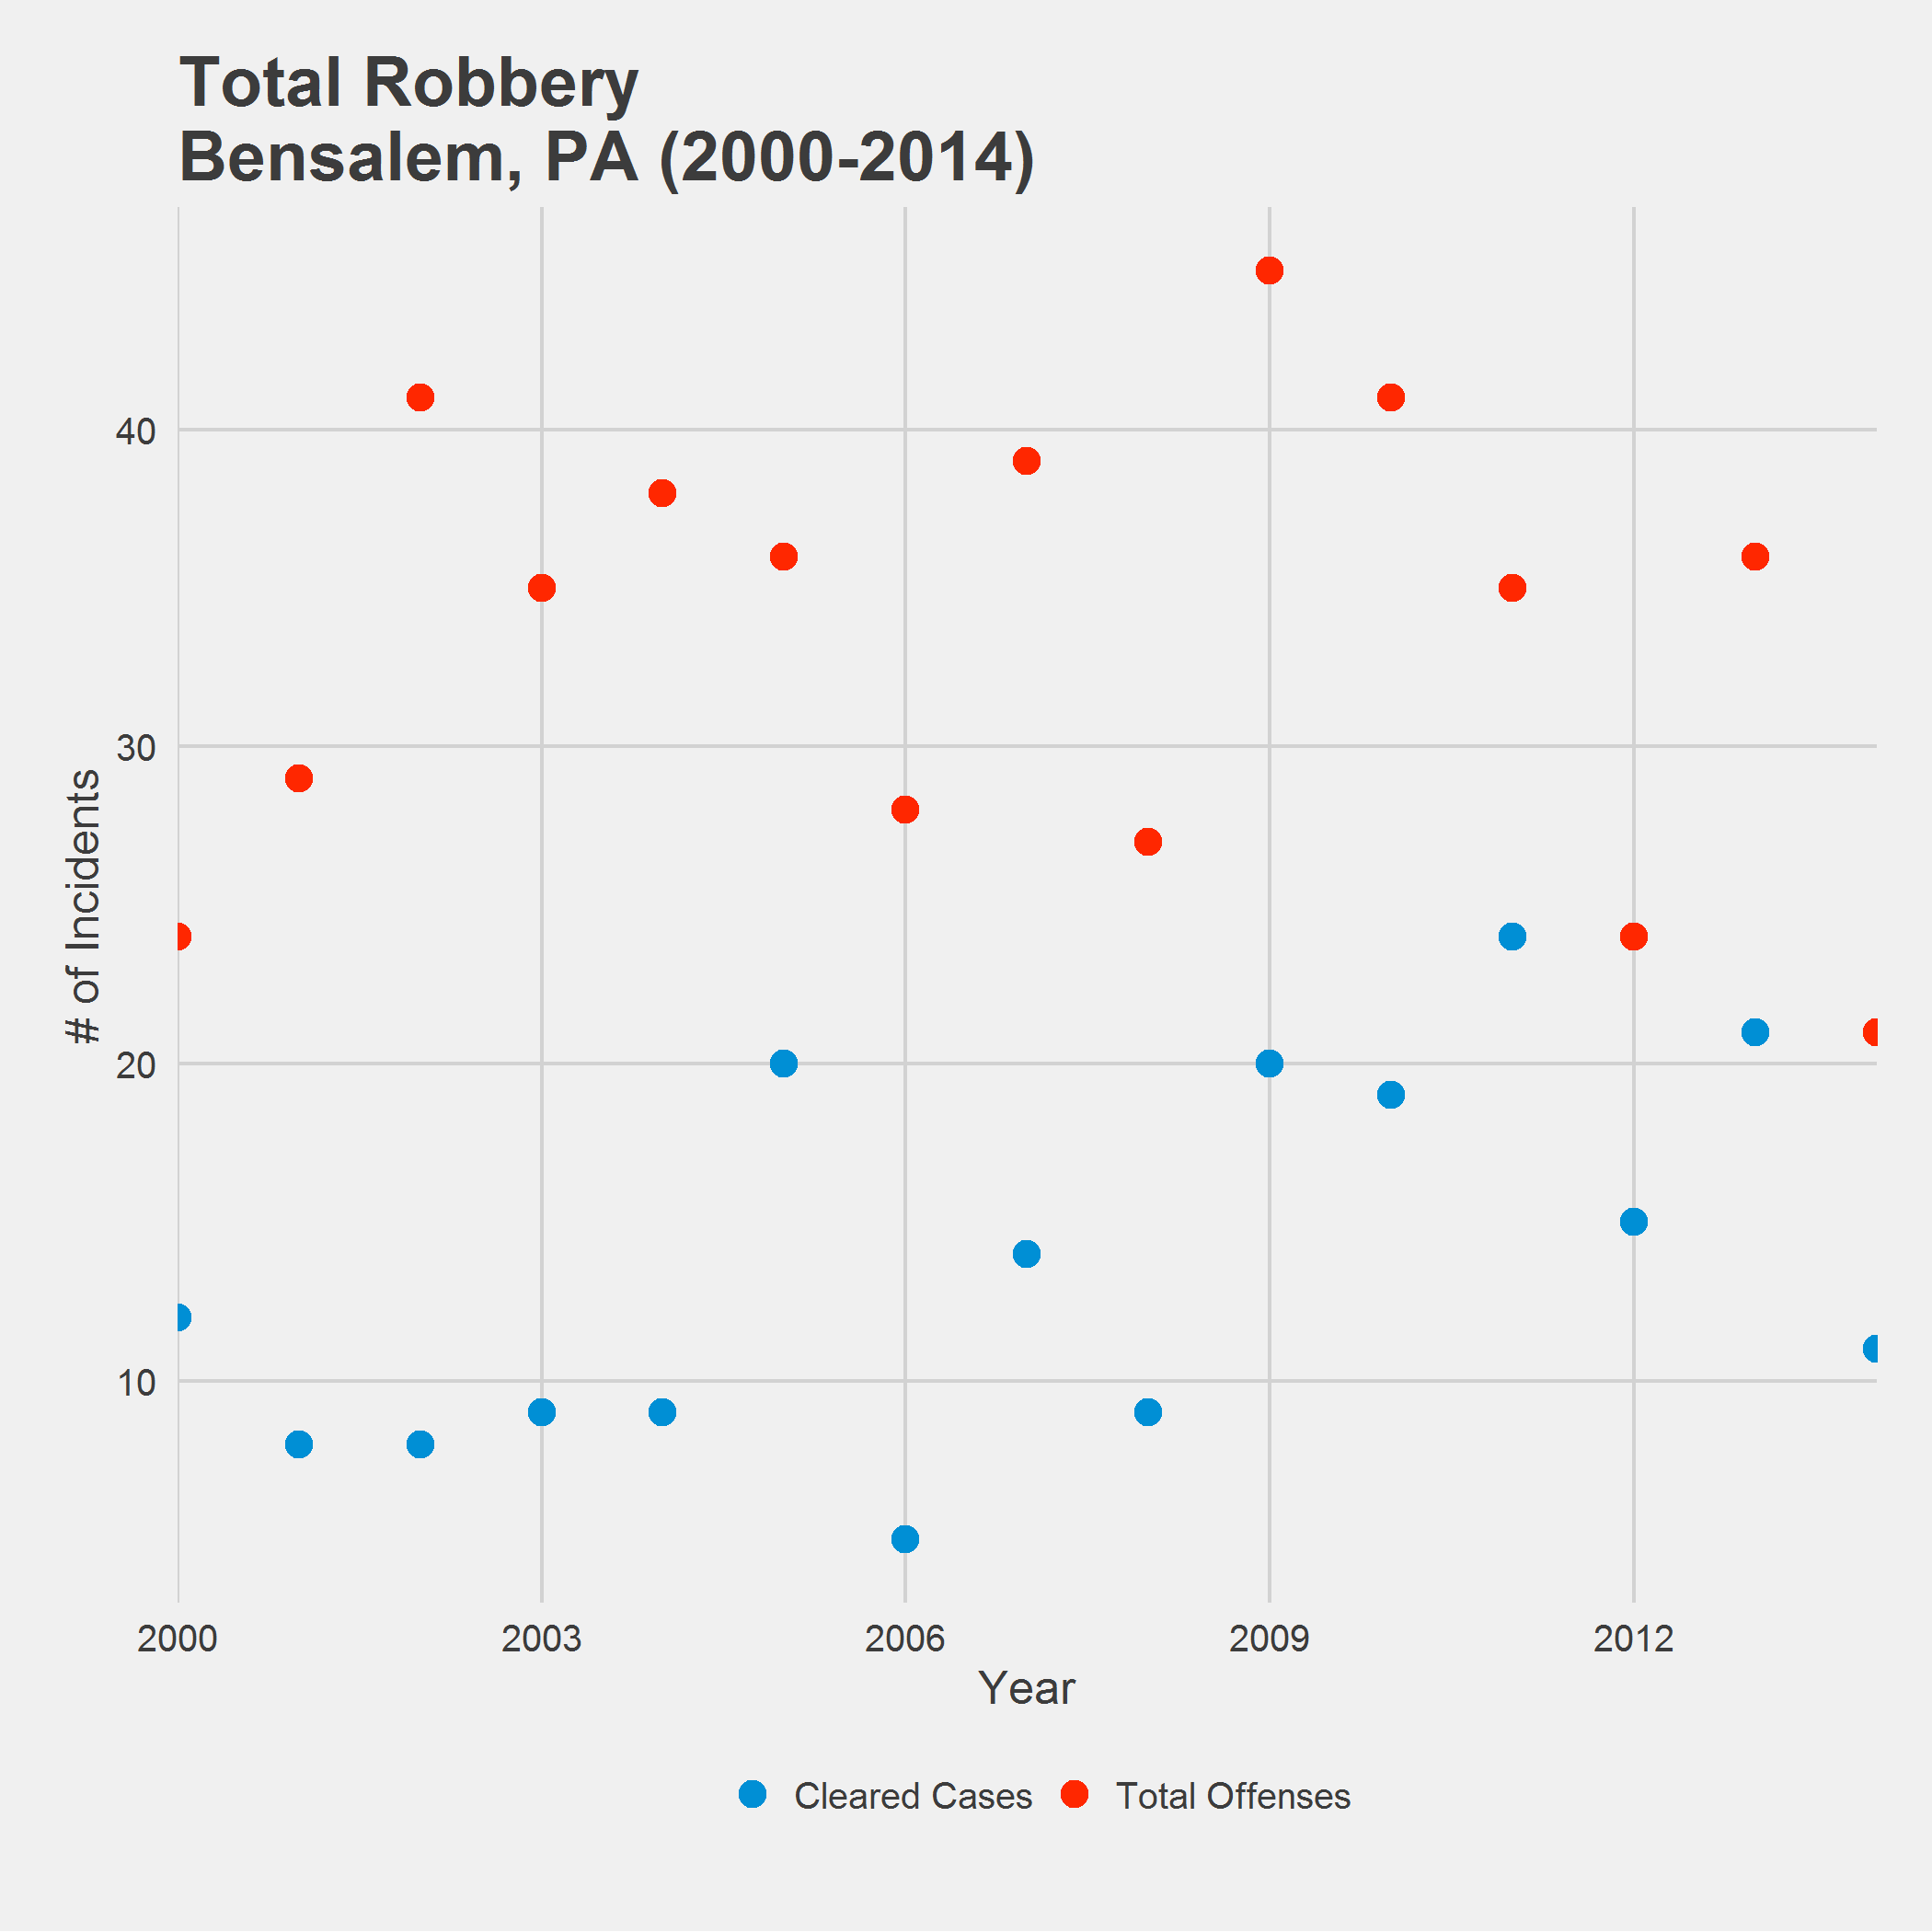 Total Robbery
Bensalem, PA (2000-2014)
# of Incidents
40
30
20
10
2000 2003 2006 2009 2012
Year
Cleared Cases Total Offenses